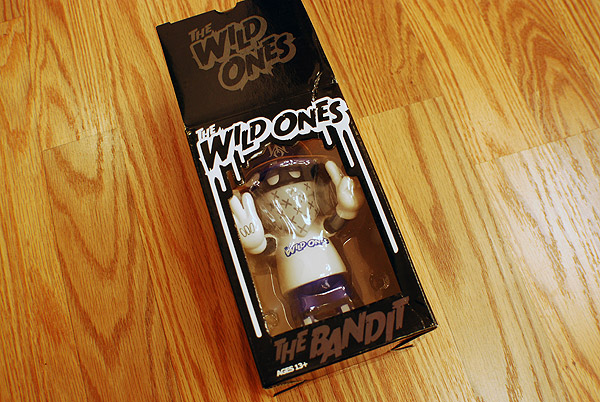 THE
WILD
ONES
THE
WILD ONES
WILD ONES
THE BANDIT
AGES 13+